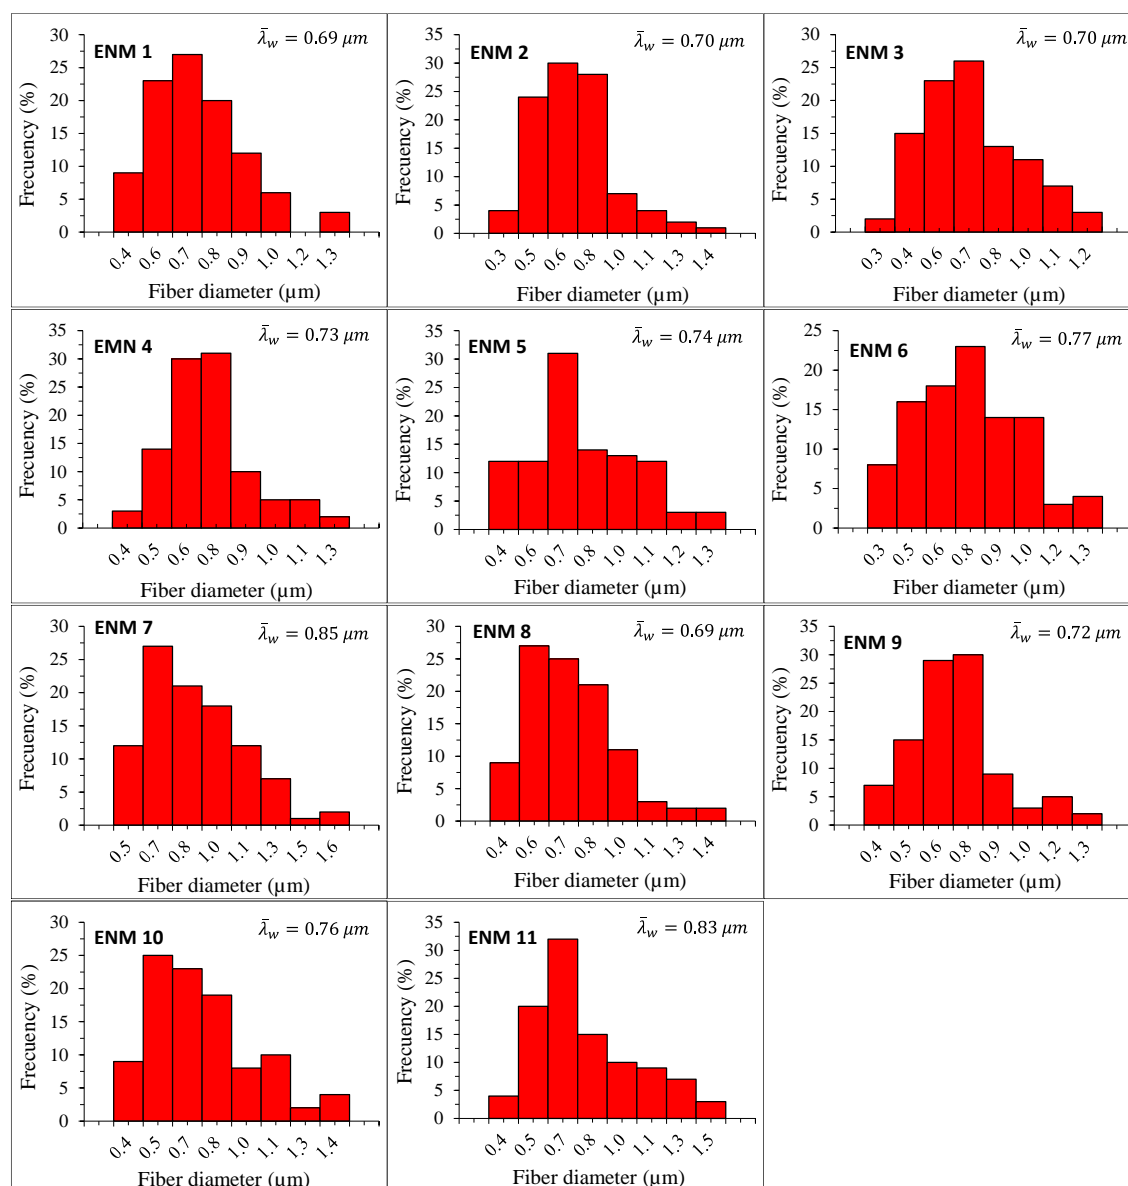 ENM 1
λ̄w = 0.69 μm
Frecuency (%)
30
25
20
15
10
5
0
0.4 0.6 0.7 0.8 0.9 1.0 1.2 1.3
Fiber diameter (µm)
ENM 2
λ̄w = 0.70 μm
Frecuency (%)
35
30
25
20
15
10
5
0
0.3 0.5 0.6 0.8 0.9 1.1 1.3 1.4
Fiber diameter (µm)
ENM 3
λ̄w = 0.70 μm
Frecuency (%)
30
25
20
15
10
5
0
0.3 0.4 0.6 0.7 0.8 1.0 1.1 1.2
Fiber diameter (µm)
EMN 4
λ̄w = 0.73 μm
Frecuency (%)
35
30
25
20
15
10
5
0
0.4 0.5 0.6 0.8 0.9 1.0 1.1 1.3
Fiber diameter (µm)
ENM 5
λ̄w = 0.74 μm
Frecuency (%)
35
30
25
20
15
10
5
0
0.4 0.5 0.7 0.8 1.0 1.1 1.2 1.3
Fiber diameter (µm)
ENM 6
λ̄w = 0.77 μm
Frecuency (%)
25
20
15
10
5
0
0.3 0.5 0.6 0.8 0.9 1.0 1.2 1.3
Fiber diameter (µm)
ENM 7
λ̄w = 0.85 μm
Frecuency (%)
30
25
20
15
10
5
0
0.5 0.7 0.8 1.0 1.1 1.3 1.5 1.6
Fiber diameter (µm)
ENM 8
λ̄w = 0.69 μm
Frecuency (%)
30
25
20
15
10
5
0
0.4 0.6 0.7 0.8 1.0 1.1 1.3 1.4
Fiber diameter (µm)
ENM 9
λ̄w = 0.72 μm
Frecuency (%)
35
30
25
20
15
10
5
0
0.4 0.5 0.6 0.8 0.9 1.0 1.2 1.3
Fiber diameter (µm)
ENM 10
λ̄w = 0.76 μm
Frecuency (%)
30
25
20
15
10
5
0
0.4 0.5 0.7 0.8 1.0 1.1 1.3 1.4
Fiber diameter (µm)
ENM 11
λ̄w = 0.83 μm
Frecuency (%)
35
30
25
20
15
10
5
0
0.4 0.5 0.7 0.8 1.0 1.1 1.3 1.5
Fiber diameter (µm)